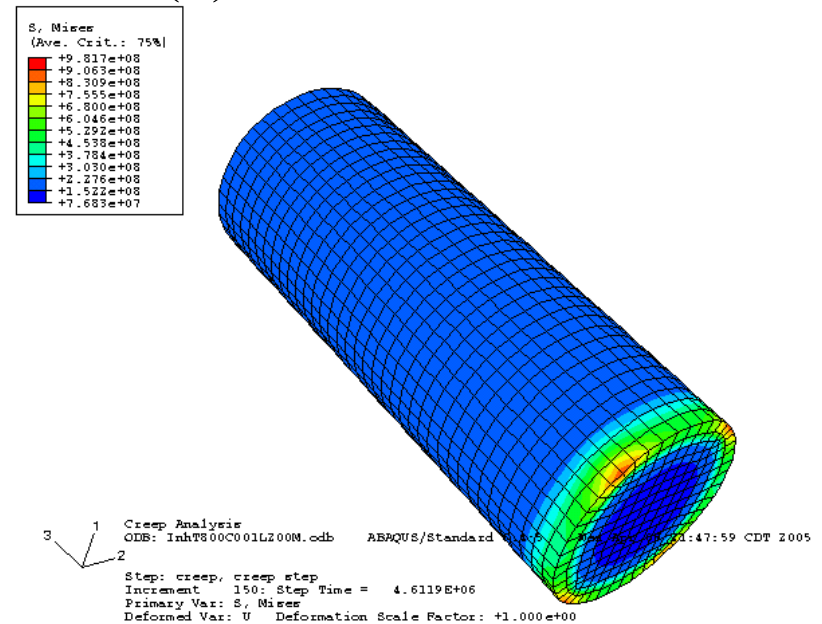 S, Mises
(Ave. Crit.: 75%)
+9.817e+08
+9.063e+08
+8.309e+08
+7.555e+08
+6.800e+08
+6.046e+08
+5.292e+08
+4.538e+08
+3.784e+08
+3.030e+08
+2.276e+08
+1.522e+08
+7.683e+07
3
1
2
Creep Analysis
ODB: InhT800C001LZ00M.odb ABAQUS/Standard :47:59 CDT 2005
Step: creep, creep step
Increment 150: Step Time = 4.6119E+06
Primary Var: S, Mises
Deformed Var: U Deformation Scale Factor: +1.000e+00